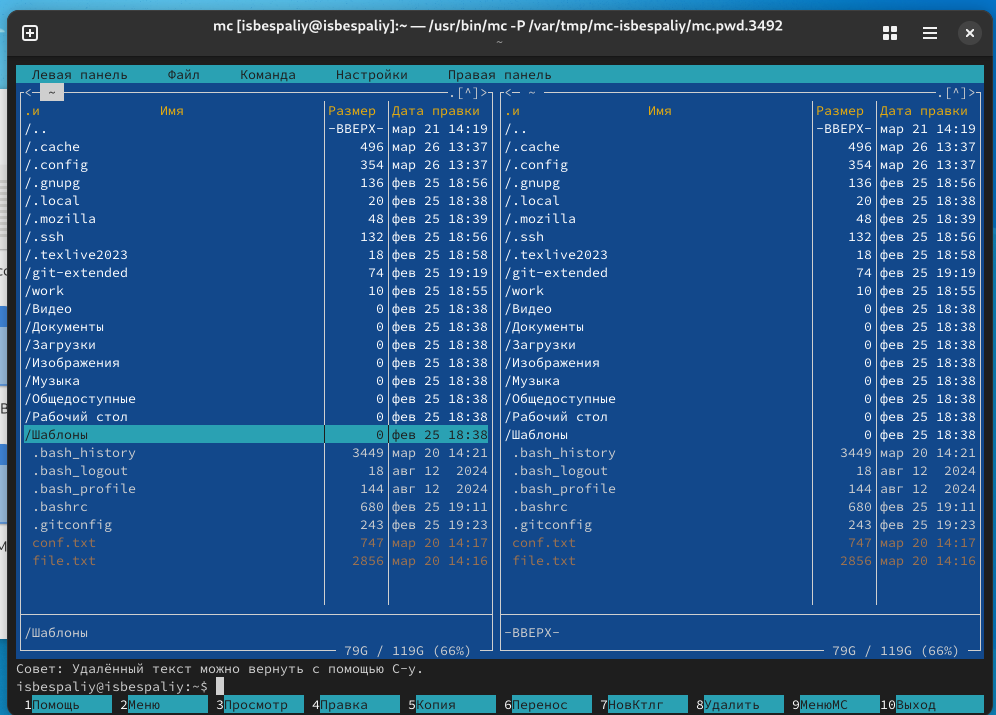 mc [isbespaliy@isbespaliy]:~ — /usr/bin/mc -P /var/tmp/mc-isbespaliy/mc.pwd.3492
~
Левая панель Файл Команда Настройки Правая панель
<─ ~ .[^]> <─ ~ .[^]>
.и Имя Размер Дата правки .и Имя Размер Дата правки
/.. -ВВЕРХ- мар 21 14:19 /.. -ВВЕРХ- мар 21 14:19
/.cache 496 мар 26 13:37 /.cache 496 мар 26 13:37
/.config 354 мар 26 13:37 /.config 354 мар 26 13:37
/.gnupg 136 фев 25 18:56 /.gnupg 136 фев 25 18:56
/.local 20 фев 25 18:38 /.local 20 фев 25 18:38
/.mozilla 48 фев 25 18:39 /.mozilla 48 фев 25 18:39
/.ssh 132 фев 25 18:56 /.ssh 132 фев 25 18:56
/.texlive2023 18 фев 25 18:58 /.texlive2023 18 фев 25 18:58
/git-extended 74 фев 25 19:19 /git-extended 74 фев 25 19:19
/work 10 фев 25 18:55 /work 10 фев 25 18:55
/Видео 0 фев 25 18:38 /Видео 0 фев 25 18:38
/Документы 0 фев 25 18:38 /Документы 0 фев 25 18:38
/Загрузки 0 фев 25 18:38 /Загрузки 0 фев 25 18:38
/Изображения 0 фев 25 18:38 /Изображения 0 фев 25 18:38
/Музыка 0 фев 25 18:38 /Музыка 0 фев 25 18:38
/Общедоступные 0 фев 25 18:38 /Общедоступные 0 фев 25 18:38
/Рабочий стол 0 фев 25 18:38 /Рабочий стол 0 фев 25 18:38
/Шаблоны 0 фев 25 18:38 /Шаблоны 0 фев 25 18:38
.bash_history 3449 мар 20 14:21 .bash_history 3449 мар 20 14:21
.bash_logout 18 авг 12 2024 .bash_logout 18 авг 12 2024
.bash_profile 144 авг 12 2024 .bash_profile 144 авг 12 2024
.bashrc 680 фев 25 19:11 .bashrc 680 фев 25 19:11
.gitconfig 243 фев 25 19:23 .gitconfig 243 фев 25 19:23
conf.txt 747 мар 20 14:17 conf.txt 747 мар 20 14:17
file.txt 2856 мар 20 14:16 file.txt 2856 мар 20 14:16
/Шаблоны -ВВЕРХ-
79G / 119G (66%) 79G / 119G (66%)
Совет: Удалённый текст можно вернуть с помощью C-y.
isbespaliy@isbespaliy:~$
1Помощь 2Меню 3Просмотр 4Правка 5Копия 6Перенос 7НовКтлг 8Удалить 9МенюМС 10Выход